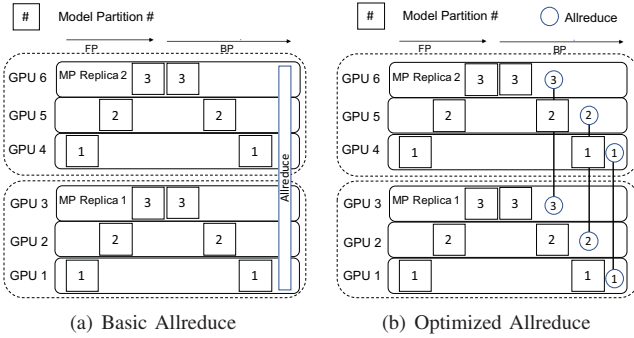 # Model Partition #
FP BP
GPU 6 MP Replica 2 3 3
GPU 5 2 2
GPU 4 1 1
Allreduce
GPU 3 MP Replica 1 3 3
GPU 2 2 2
GPU 1 1 1
(a) Basic Allreduce
# Model Partition # Allreduce
FP BP
GPU 6 MP Replica 2 3 3 3
GPU 5 2 2 2
GPU 4 1 1 1
GPU 3 MP Replica 1 3 3 3
GPU 2 2 2 2
GPU 1 1 1 1
(b) Optimized Allreduce